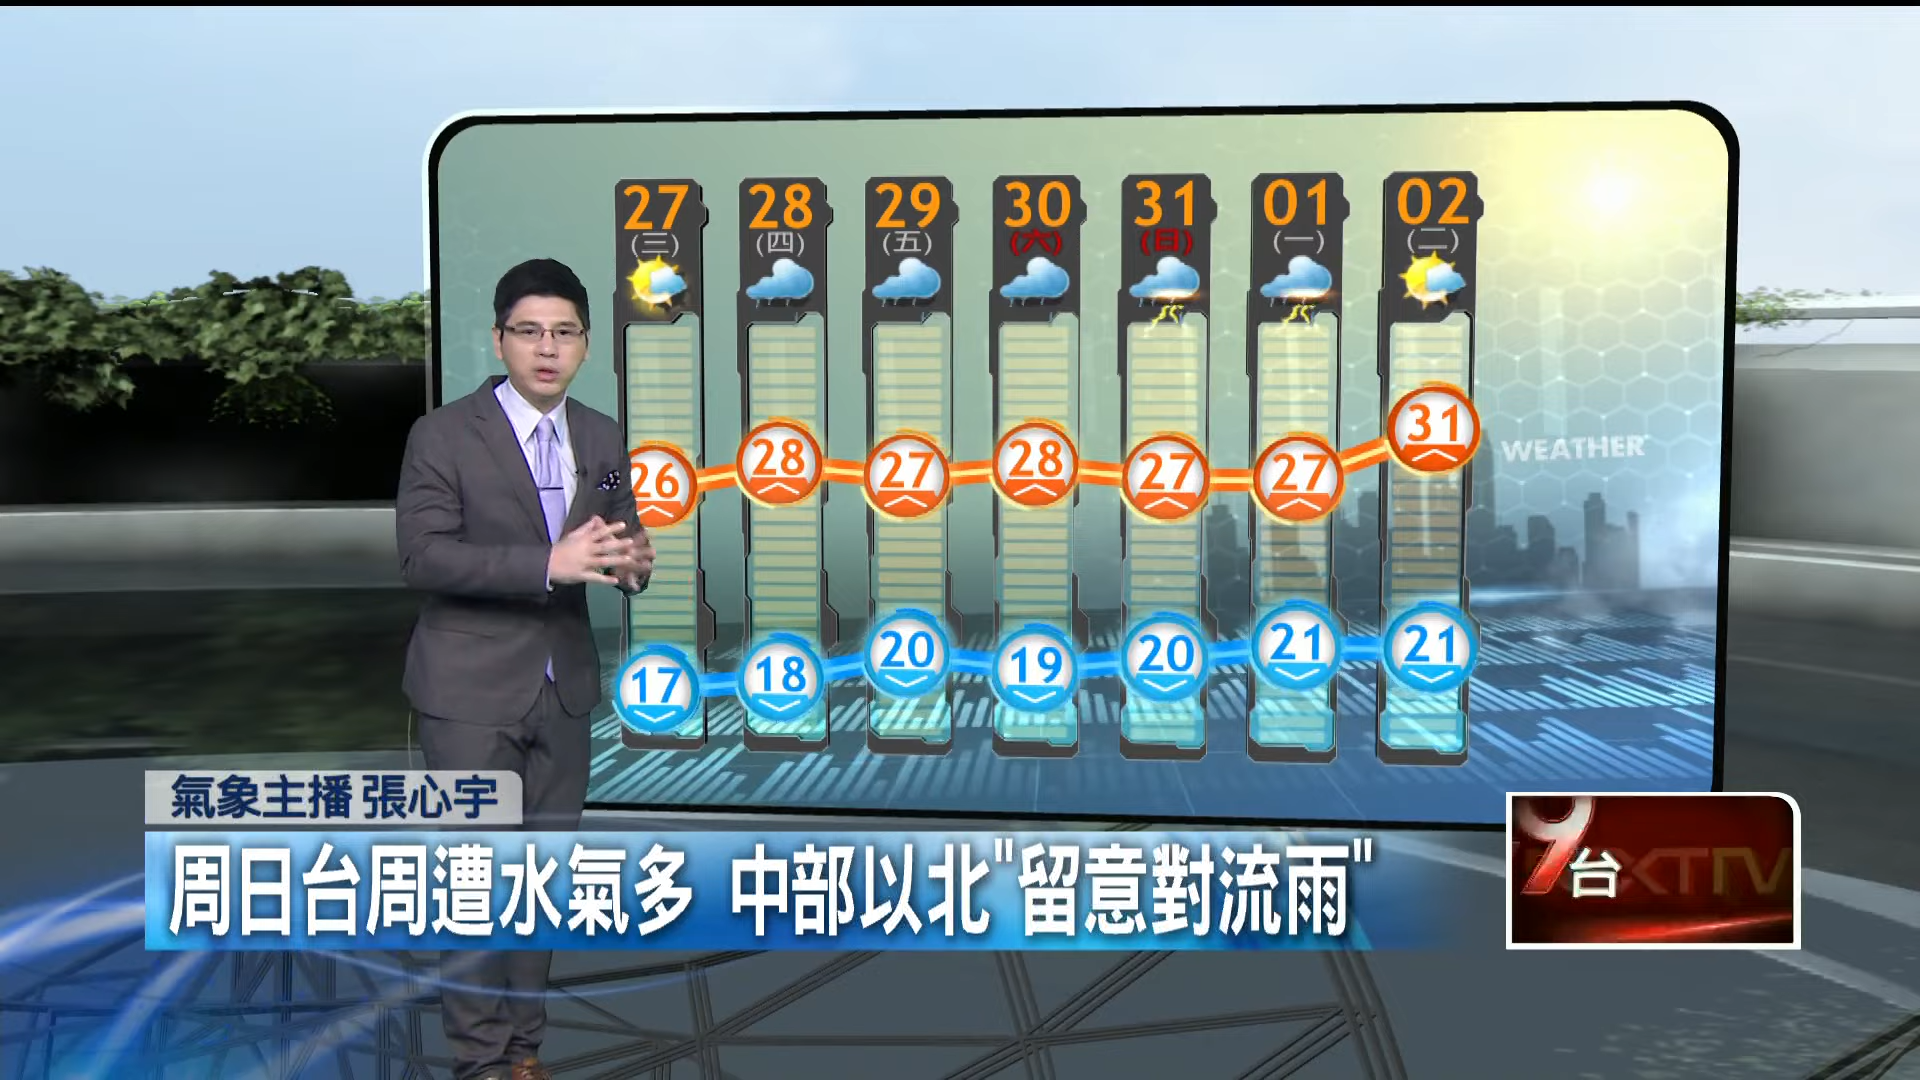 27 28 29 30 31 01 02
(三) (四) (五) (六) (日) (一) (二)
26 28 27 28 27 27 31
WEATHER
17 18 20 19 20 21 21
氣象主播 張心宇
周日台周遭水氣多 中部以北"留意對流雨"
9台
NEXTTV